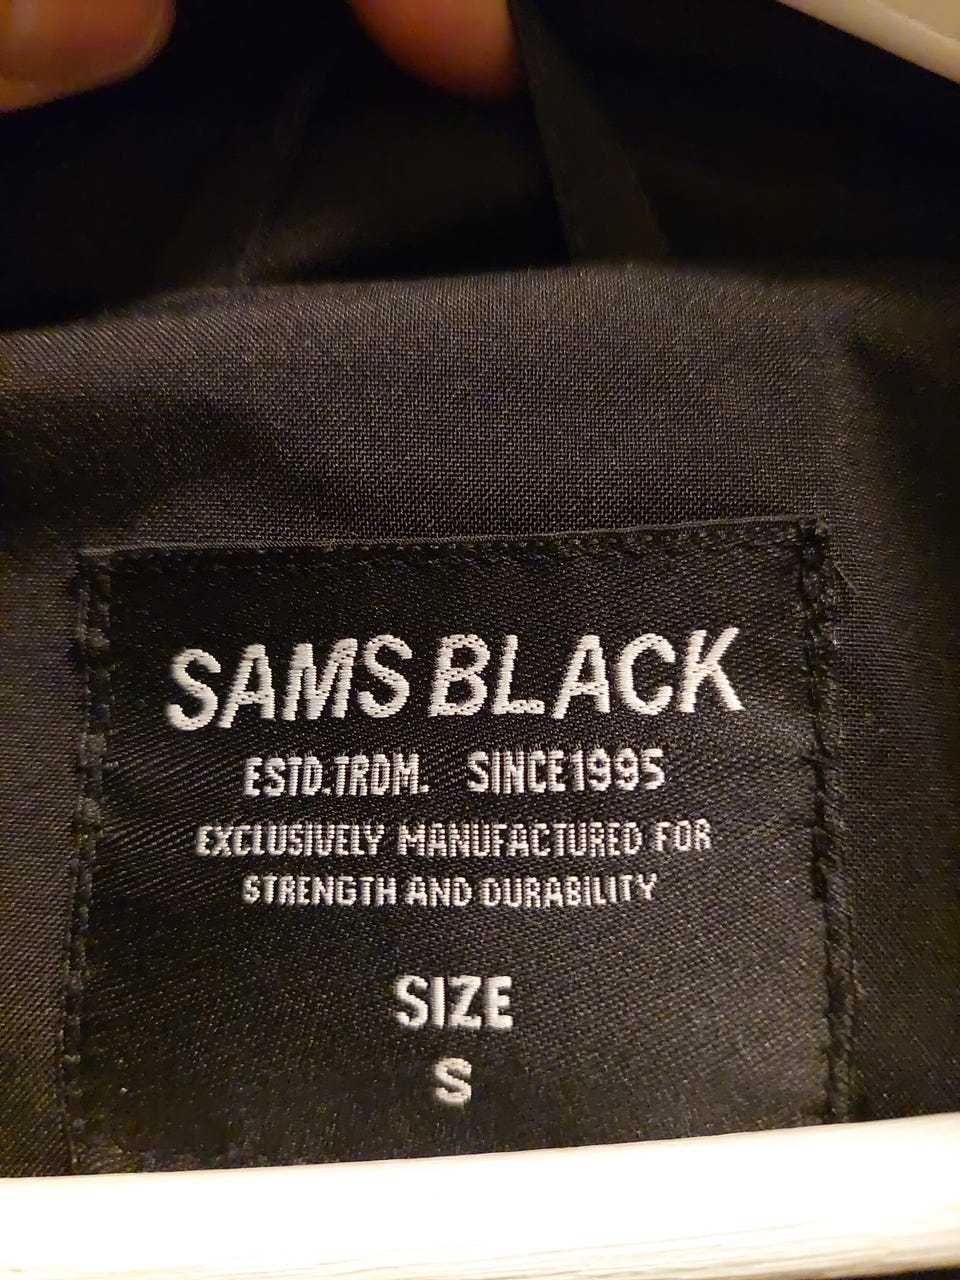 SAMS BLACK
ESTD.TRDM. SINCE1995
EXCLUSIVELY MANUFACTURED FOR
STRENGTH AND DURABILITY
SIZE
S